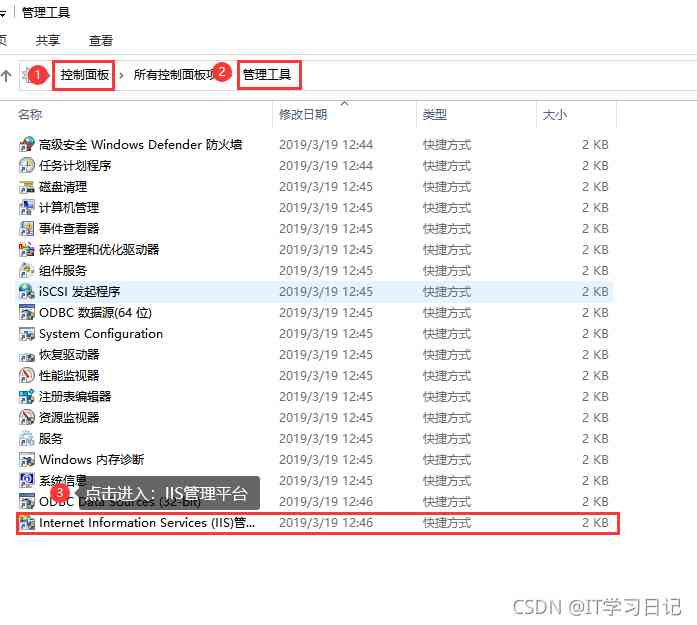 管理工具
页 共享 查看
1 控制面板 › 所有控制面板项 2 管理工具
名称 修改日期 类型 大小
高级安全 Windows Defender 防火墙 2019/3/19 12:44 快捷方式 2 KB
任务计划程序 2019/3/19 12:44 快捷方式 2 KB
磁盘清理 2019/3/19 12:45 快捷方式 2 KB
计算机管理 2019/3/19 12:45 快捷方式 2 KB
事件查看器 2019/3/19 12:45 快捷方式 2 KB
碎片整理和优化驱动器 2019/3/19 12:45 快捷方式 2 KB
组件服务 2019/3/19 12:45 快捷方式 2 KB
iSCSI 发起程序 2019/3/19 12:45 快捷方式 2 KB
ODBC 数据源(64 位) 2019/3/19 12:45 快捷方式 2 KB
System Configuration 2019/3/19 12:45 快捷方式 2 KB
恢复驱动器 2019/3/19 12:45 快捷方式 2 KB
性能监视器 2019/3/19 12:45 快捷方式 2 KB
注册表编辑器 2019/3/19 12:45 快捷方式 2 KB
资源监视器 2019/3/19 12:45 快捷方式 2 KB
服务 2019/3/19 12:45 快捷方式 2 KB
Windows 内存诊断 2019/3/19 12:45 快捷方式 2 KB
系统信息 2019/3/19 12:45 快捷方式 2 KB
3 点击进入：IIS管理平台
ODBC Data Sources (32-bit) 2019/3/19 12:46 快捷方式 2 KB
Internet Information Services (IIS)管... 2019/3/19 12:46 快捷方式 2 KB
CSDN @IT学习日记